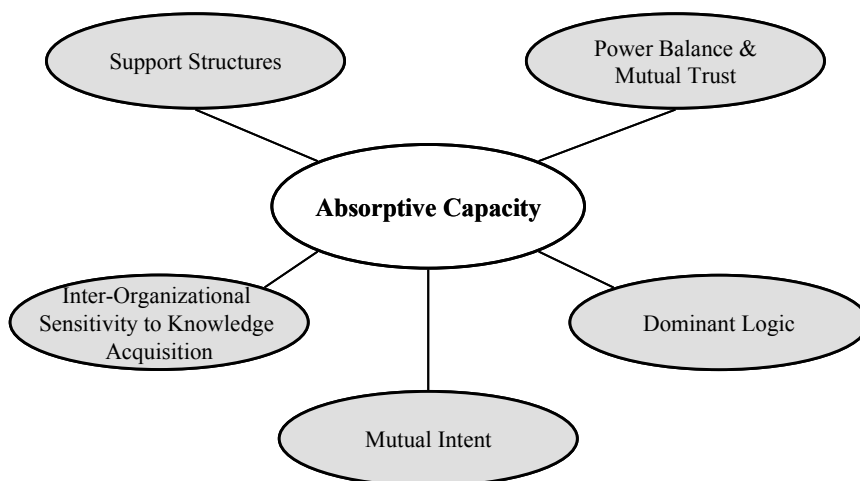 Support Structures
Power Balance &
Mutual Trust
Absorptive Capacity
Inter-Organizational
Sensitivity to Knowledge
Acquisition
Dominant Logic
Mutual Intent